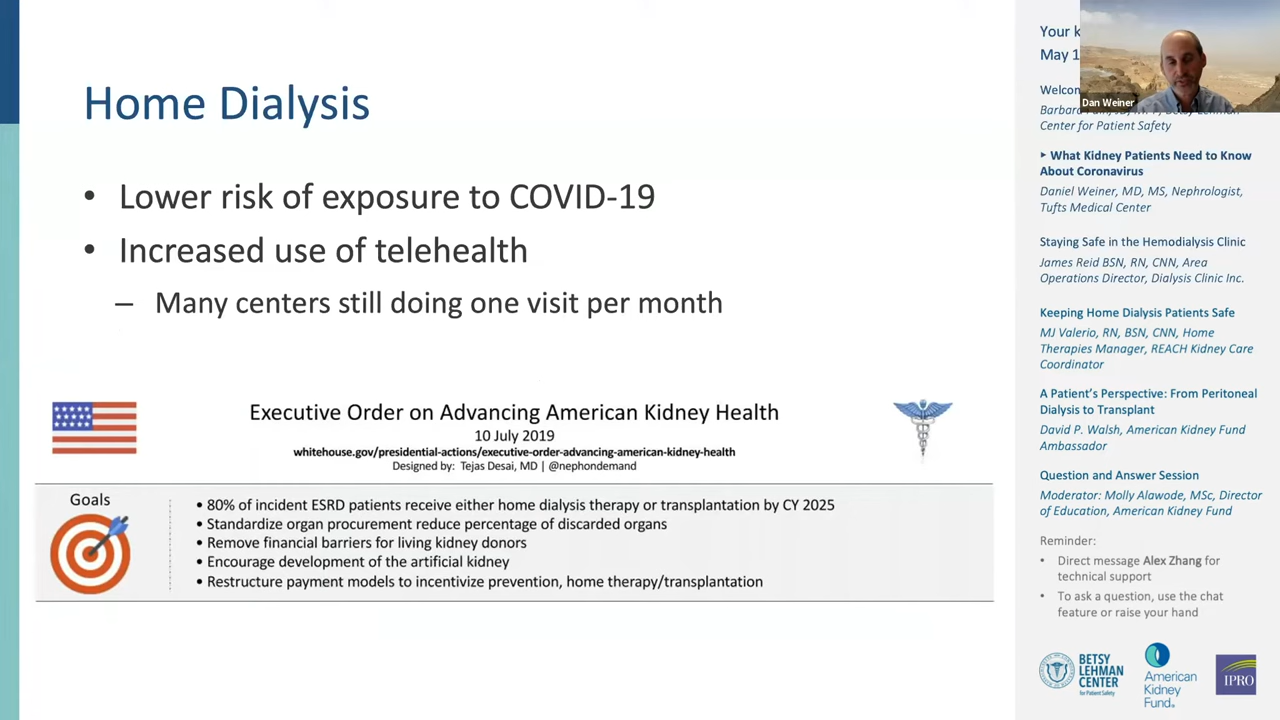 Home Dialysis
• Lower risk of exposure to COVID-19
• Increased use of telehealth
– Many centers still doing one visit per month
Executive Order on Advancing American Kidney Health
10 July 2019
whitehouse.gov/presidential-actions/executive-order-advancing-american-kidney-health
Designed by: Tejas Desai, MD | @nephondemand
Goals
• 80% of incident ESRD patients receive either home dialysis therapy or transplantation by CY 2025
• Standardize organ procurement reduce percentage of discarded organs
• Remove financial barriers for living kidney donors
• Encourage development of the artificial kidney
• Restructure payment models to incentivize prevention, home therapy/transplantation
Your
May
Dan Weiner
Barbara
Center for Patient Safety
▸ What Kidney Patients Need to Know
About Coronavirus
Daniel Weiner, MD, MS, Nephrologist,
Tufts Medical Center
Staying Safe in the Hemodialysis Clinic
James Reid BSN, RN, CNN, Area
Operations Director, Dialysis Clinic Inc.
Keeping Home Dialysis Patients Safe
MJ Valerio, RN, BSN, CNN, Home
Therapies Manager, REACH Kidney Care
Coordinator
A Patient's Perspective: From Peritoneal
Dialysis to Transplant
David P. Walsh, American Kidney Fund
Ambassador
Question and Answer Session
Moderator: Molly Alawode, MSc, Director
of Education, American Kidney Fund
Reminder:
• Direct message Alex Zhang for
technical support
• To ask a question, use the chat
feature or raise your hand
BETSY
LEHMAN
CENTER
for Patient Safety
American
Kidney
Fund®
IPRO